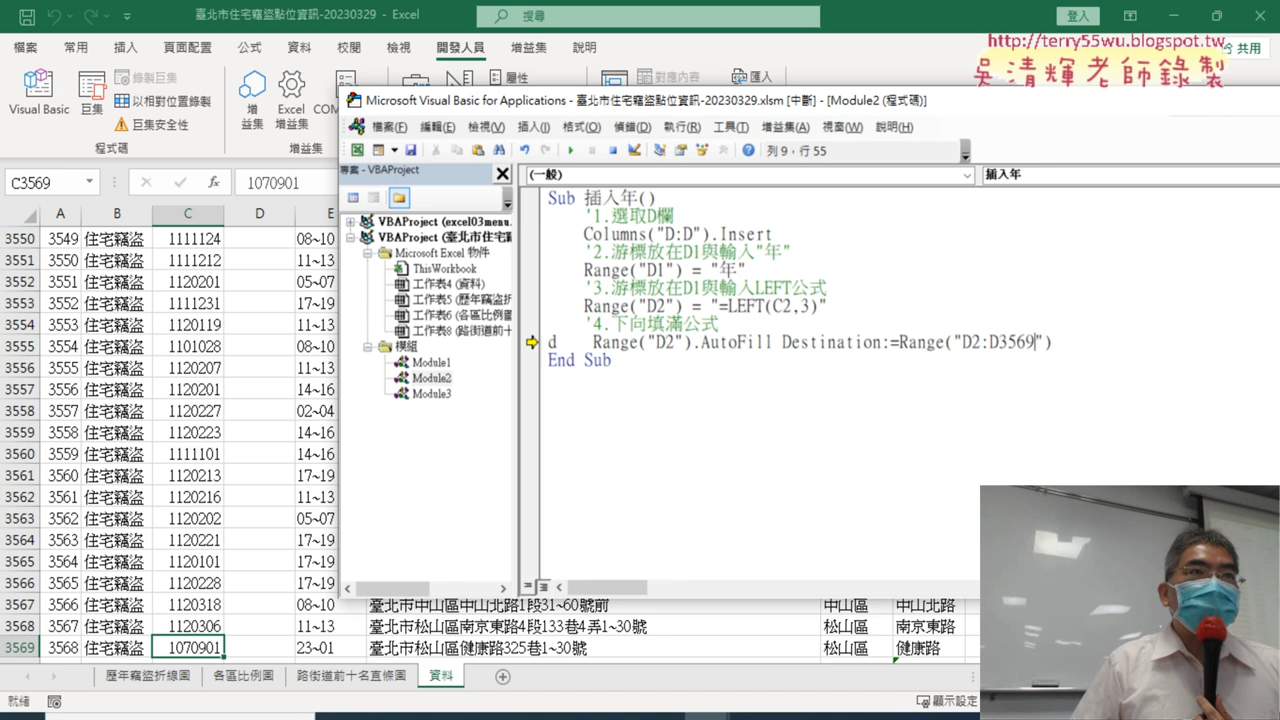 臺北市住宅竊盜點位資訊-20230329 - Excel
搜尋
登入
檔案 常用 插入 頁面配置 公式 資料 校閱 檢視 開發人員 增益集 說明
http://terry55wu.blogspot.tw
共用
吳清輝老師錄製
Visual Basic 巨集 錄製巨集
以相對位置錄製
巨集安全性
增益集 Excel 增益集 COM
屬性 對應內容 匯入
程式碼 增益集
Microsoft Visual Basic for Applications - 臺北市住宅竊盜點位資訊-20230329.xlsm [中斷] - [Module2 (程式碼)]
檔案(F) 編輯(E) 檢視(V) 插入(I) 格式(O) 偵錯(D) 執行(R) 工具(T) 增益集(A) 視窗(W) 說明(H)
列 9，行 55
C3569 1070901
專案 - VBAProject
(一般) 插入年
VBAProject (excel03menu.
VBAProject (臺北市住宅竊
Microsoft Excel 物件
ThisWorkbook
工作表4 (資料)
工作表5 (歷年竊盜折
工作表6 (各區比例圖
工作表8 (路街道前十
模組
Module1
Module2
Module3
Sub 插入年()
'1.選取D欄
Columns("D:D").Insert
'2.游標放在D1與輸入"年"
Range("D1") = "年"
'3.游標放在D1與輸入LEFT公式
Range("D2") = "=LEFT(C2,3)"
'4.下向填滿公式
d Range("D2").AutoFill Destination:=Range("D2:D3569")
End Sub
A B C D E
3550 3549 住宅竊盜 1111124 08~10
3551 3550 住宅竊盜 1111212 11~13
3552 3551 住宅竊盜 1120201 05~07
3553 3552 住宅竊盜 1111231 17~19
3554 3553 住宅竊盜 1120119 11~13
3555 3554 住宅竊盜 1101028 08~10
3556 3555 住宅竊盜 1120207 11~13
3557 3556 住宅竊盜 1120201 14~16
3558 3557 住宅竊盜 1120227 02~04
3559 3558 住宅竊盜 1120223 14~16
3560 3559 住宅竊盜 1111101 14~16
3561 3560 住宅竊盜 1120213 17~19
3562 3561 住宅竊盜 1120216 11~13
3563 3562 住宅竊盜 1120202 05~07
3564 3563 住宅竊盜 1120221 17~19
3565 3564 住宅竊盜 1120101 17~19
3566 3565 住宅竊盜 1120228 17~19
3567 3566 住宅竊盜 1120318 08~10 臺北市中山區中山北路1段31~60號前 中山區 中山北路
3568 3567 住宅竊盜 1120306 11~13 臺北市松山區南京東路4段133巷4弄1~30號 松山區 南京東路
3569 3568 住宅竊盜 1070901 23~01 臺北市松山區健康路325巷1~30號 松山區 健康路
歷年竊盜折線圖 各區比例圖 路街道前十名直條圖 資料
就緒 顯示設定